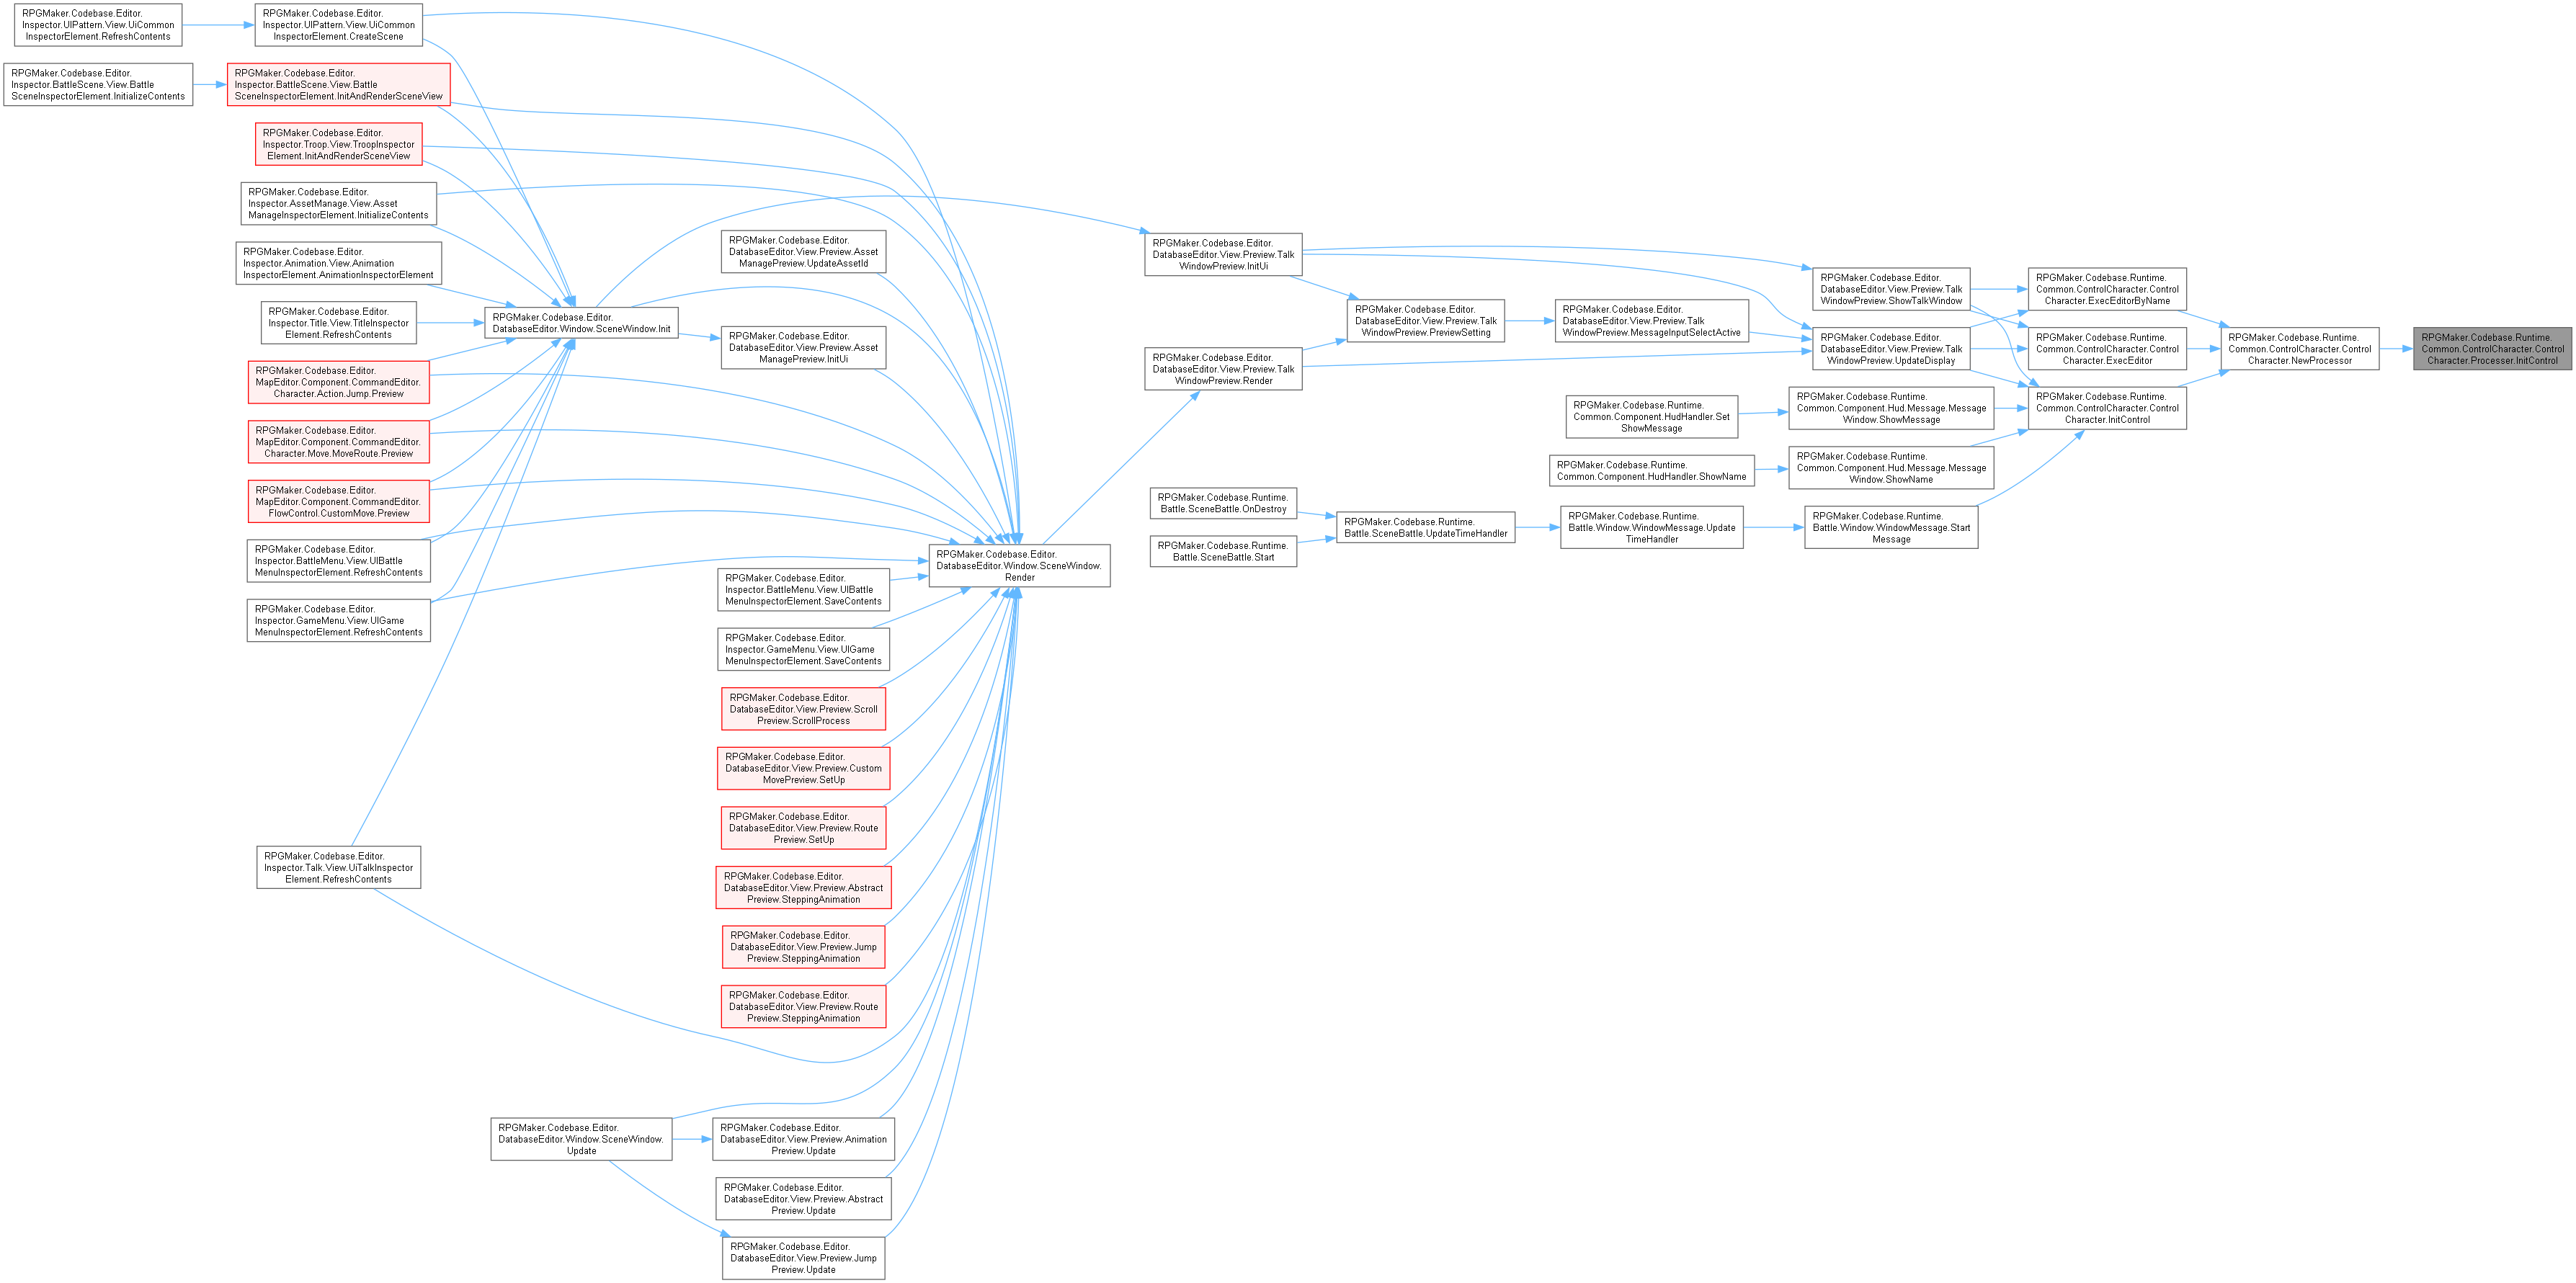 RPGMaker.Codebase.Editor.
Inspector.UIPattern.View.UiCommon
InspectorElement.RefreshContents
RPGMaker.Codebase.Editor.
Inspector.BattleScene.View.Battle
SceneInspectorElement.InitializeContents
RPGMaker.Codebase.Editor.
Inspector.UIPattern.View.UiCommon
InspectorElement.CreateScene
RPGMaker.Codebase.Editor.
Inspector.BattleScene.View.Battle
SceneInspectorElement.InitAndRenderSceneView
RPGMaker.Codebase.Editor.
Inspector.Troop.View.TroopInspector
Element.InitAndRenderSceneView
RPGMaker.Codebase.Editor.
Inspector.AssetManage.View.Asset
ManageInspectorElement.InitializeContents
RPGMaker.Codebase.Editor.
Inspector.Animation.View.Animation
InspectorElement.AnimationInspectorElement
RPGMaker.Codebase.Editor.
Inspector.Title.View.TitleInspector
Element.RefreshContents
RPGMaker.Codebase.Editor.
MapEditor.Component.CommandEditor.
Character.Action.Jump.Preview
RPGMaker.Codebase.Editor.
MapEditor.Component.CommandEditor.
Character.Move.MoveRoute.Preview
RPGMaker.Codebase.Editor.
MapEditor.Component.CommandEditor.
FlowControl.CustomMove.Preview
RPGMaker.Codebase.Editor.
Inspector.BattleMenu.View.UIBattle
MenuInspectorElement.RefreshContents
RPGMaker.Codebase.Editor.
Inspector.GameMenu.View.UIGame
MenuInspectorElement.RefreshContents
RPGMaker.Codebase.Editor.
Inspector.Talk.View.UiTalkInspector
Element.RefreshContents
RPGMaker.Codebase.Editor.
DatabaseEditor.Window.SceneWindow.Init
RPGMaker.Codebase.Editor.
DatabaseEditor.Window.SceneWindow.
Update
RPGMaker.Codebase.Editor.
DatabaseEditor.View.Preview.Asset
ManagePreview.UpdateAssetId
RPGMaker.Codebase.Editor.
DatabaseEditor.View.Preview.Asset
ManagePreview.InitUi
RPGMaker.Codebase.Editor.
Inspector.BattleMenu.View.UIBattle
MenuInspectorElement.SaveContents
RPGMaker.Codebase.Editor.
Inspector.GameMenu.View.UIGame
MenuInspectorElement.SaveContents
RPGMaker.Codebase.Editor.
DatabaseEditor.View.Preview.Scroll
Preview.ScrollProcess
RPGMaker.Codebase.Editor.
DatabaseEditor.View.Preview.Custom
MovePreview.SetUp
RPGMaker.Codebase.Editor.
DatabaseEditor.View.Preview.Route
Preview.SetUp
RPGMaker.Codebase.Editor.
DatabaseEditor.View.Preview.Abstract
Preview.SteppingAnimation
RPGMaker.Codebase.Editor.
DatabaseEditor.View.Preview.Jump
Preview.SteppingAnimation
RPGMaker.Codebase.Editor.
DatabaseEditor.View.Preview.Route
Preview.SteppingAnimation
RPGMaker.Codebase.Editor.
DatabaseEditor.View.Preview.Animation
Preview.Update
RPGMaker.Codebase.Editor.
DatabaseEditor.View.Preview.Abstract
Preview.Update
RPGMaker.Codebase.Editor.
DatabaseEditor.View.Preview.Jump
Preview.Update
RPGMaker.Codebase.Editor.
DatabaseEditor.Window.SceneWindow.
Render
RPGMaker.Codebase.Editor.
DatabaseEditor.View.Preview.Talk
WindowPreview.InitUi
RPGMaker.Codebase.Editor.
DatabaseEditor.View.Preview.Talk
WindowPreview.Render
RPGMaker.Codebase.Runtime.
Battle.SceneBattle.OnDestroy
RPGMaker.Codebase.Runtime.
Battle.SceneBattle.Start
RPGMaker.Codebase.Editor.
DatabaseEditor.View.Preview.Talk
WindowPreview.PreviewSetting
RPGMaker.Codebase.Runtime.
Battle.SceneBattle.UpdateTimeHandler
RPGMaker.Codebase.Editor.
DatabaseEditor.View.Preview.Talk
WindowPreview.MessageInputSelectActive
RPGMaker.Codebase.Runtime.
Common.Component.HudHandler.Set
ShowMessage
RPGMaker.Codebase.Runtime.
Common.Component.HudHandler.ShowName
RPGMaker.Codebase.Runtime.
Battle.Window.WindowMessage.Update
TimeHandler
RPGMaker.Codebase.Editor.
DatabaseEditor.View.Preview.Talk
WindowPreview.ShowTalkWindow
RPGMaker.Codebase.Editor.
DatabaseEditor.View.Preview.Talk
WindowPreview.UpdateDisplay
RPGMaker.Codebase.Runtime.
Common.Component.Hud.Message.Message
Window.ShowMessage
RPGMaker.Codebase.Runtime.
Common.Component.Hud.Message.Message
Window.ShowName
RPGMaker.Codebase.Runtime.
Battle.Window.WindowMessage.Start
Message
RPGMaker.Codebase.Runtime.
Common.ControlCharacter.Control
Character.ExecEditorByName
RPGMaker.Codebase.Runtime.
Common.ControlCharacter.Control
Character.ExecEditor
RPGMaker.Codebase.Runtime.
Common.ControlCharacter.Control
Character.InitControl
RPGMaker.Codebase.Runtime.
Common.ControlCharacter.Control
Character.NewProcessor
RPGMaker.Codebase.Runtime.
Common.ControlCharacter.Control
Character.Processer.InitControl